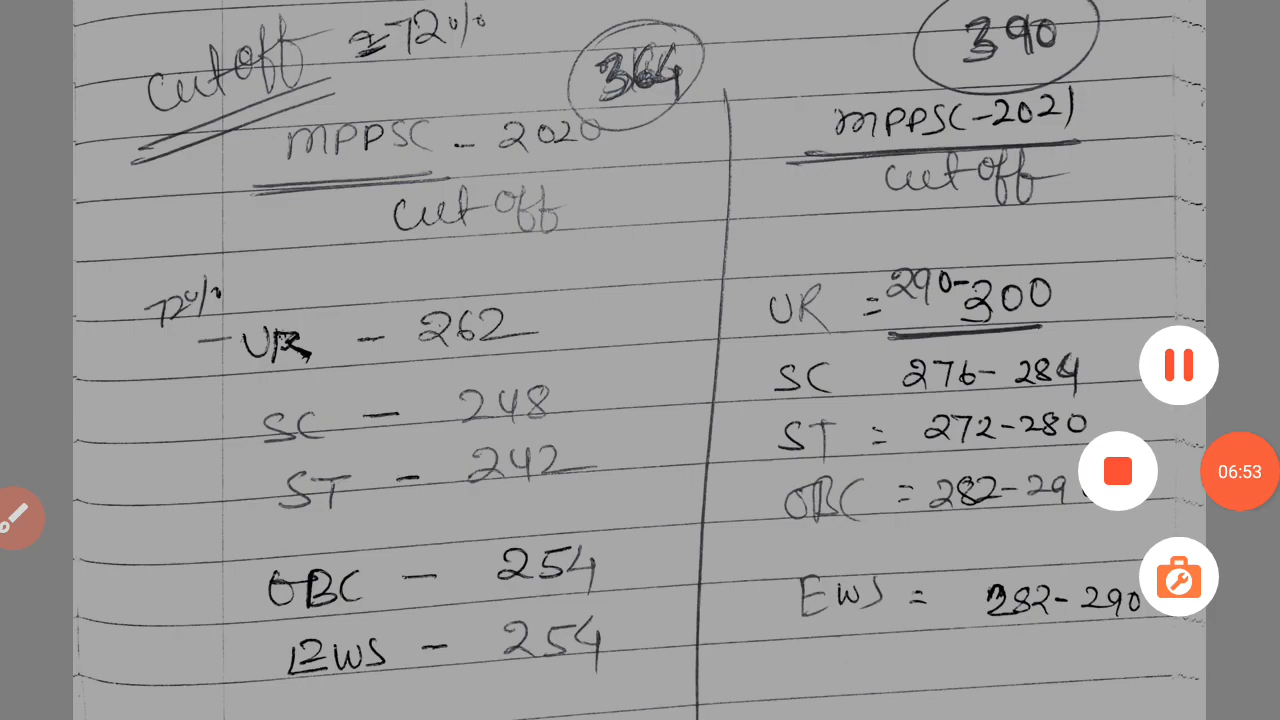 cut off = 72%
364
390
MPPSC - 2020
cut off
MPPSC-2021
cut off
72%
- UR - 262
SC - 248
ST - 242
OBC - 254
EWS - 254
UR = 290-300
SC 276-284
ST = 272-280
OBC = 282-29
EWS = 282-290
06:53